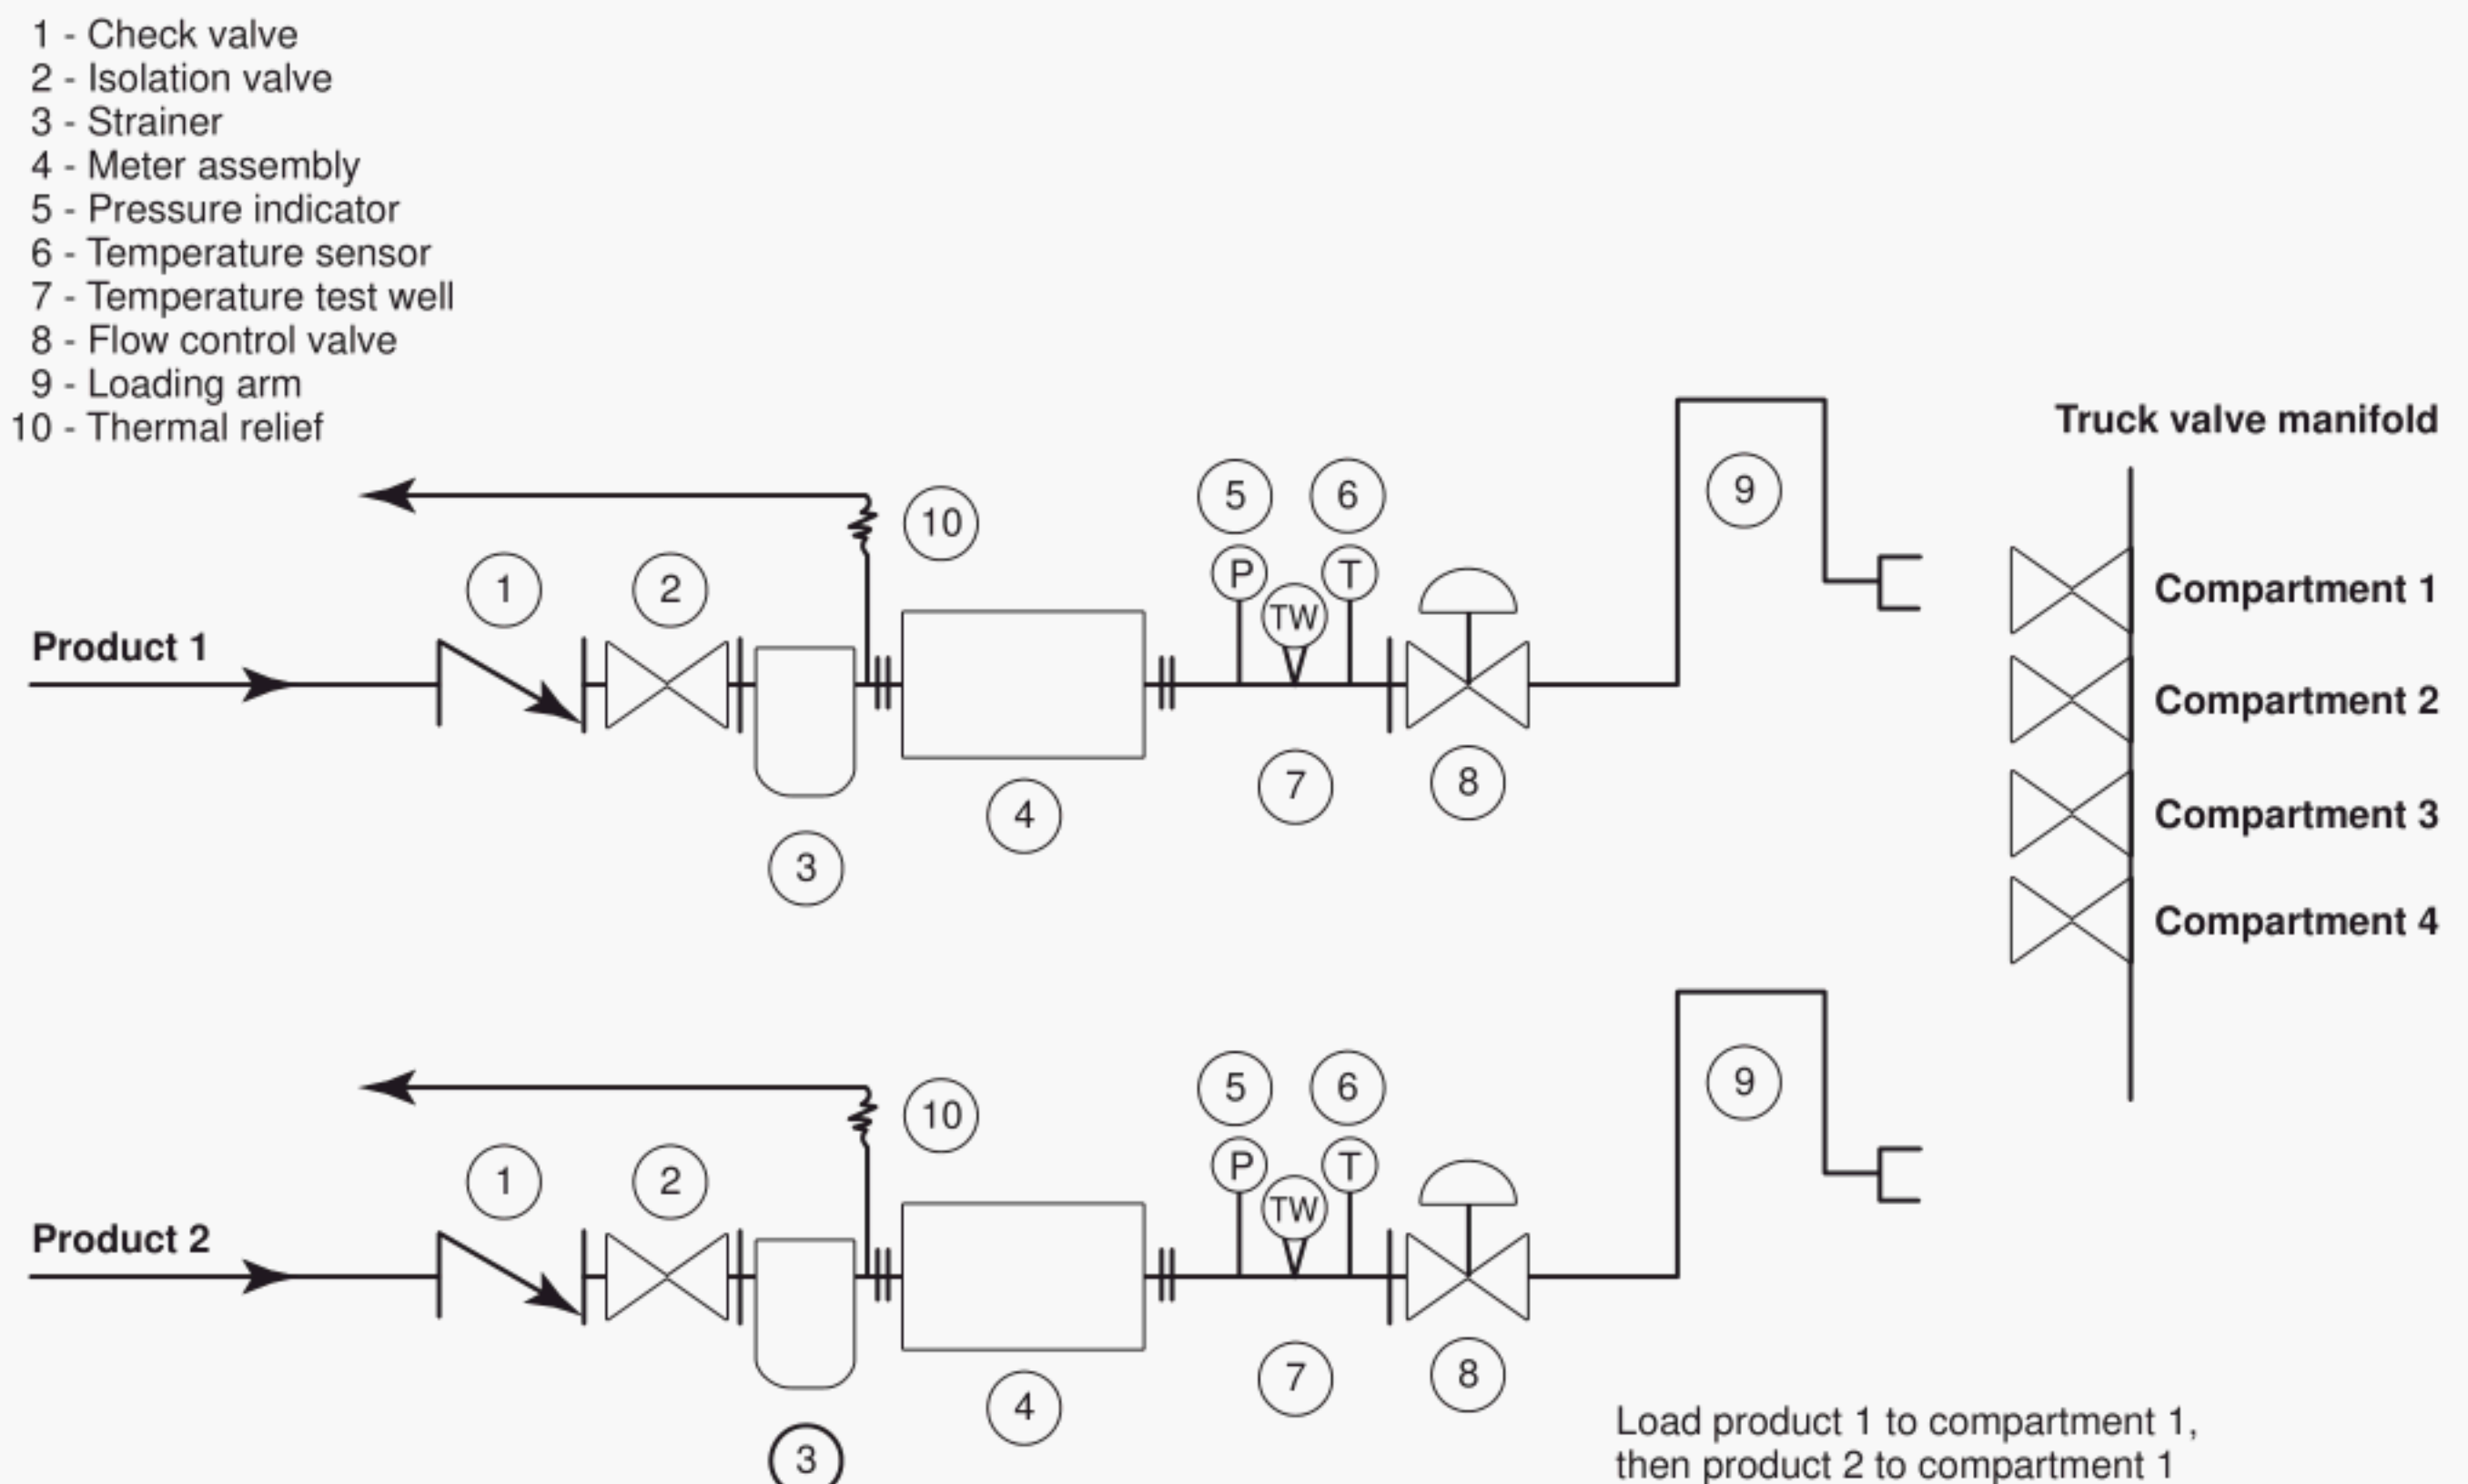 1 - Check valve
2 - Isolation valve
3 - Strainer
4 - Meter assembly
5 - Pressure indicator
6 - Temperature sensor
7 - Temperature test well
8 - Flow control valve
9 - Loading arm
10 - Thermal relief
Truck valve manifold
10
5
6
9
1
2
P
T
TW
Compartment 1
Product 1
Compartment 2
7
8
4
3
Compartment 3
Compartment 4
10
5
6
9
1
2
P
T
TW
Product 2
7
8
4
3
Load product 1 to compartment 1,
then product 2 to compartment 1